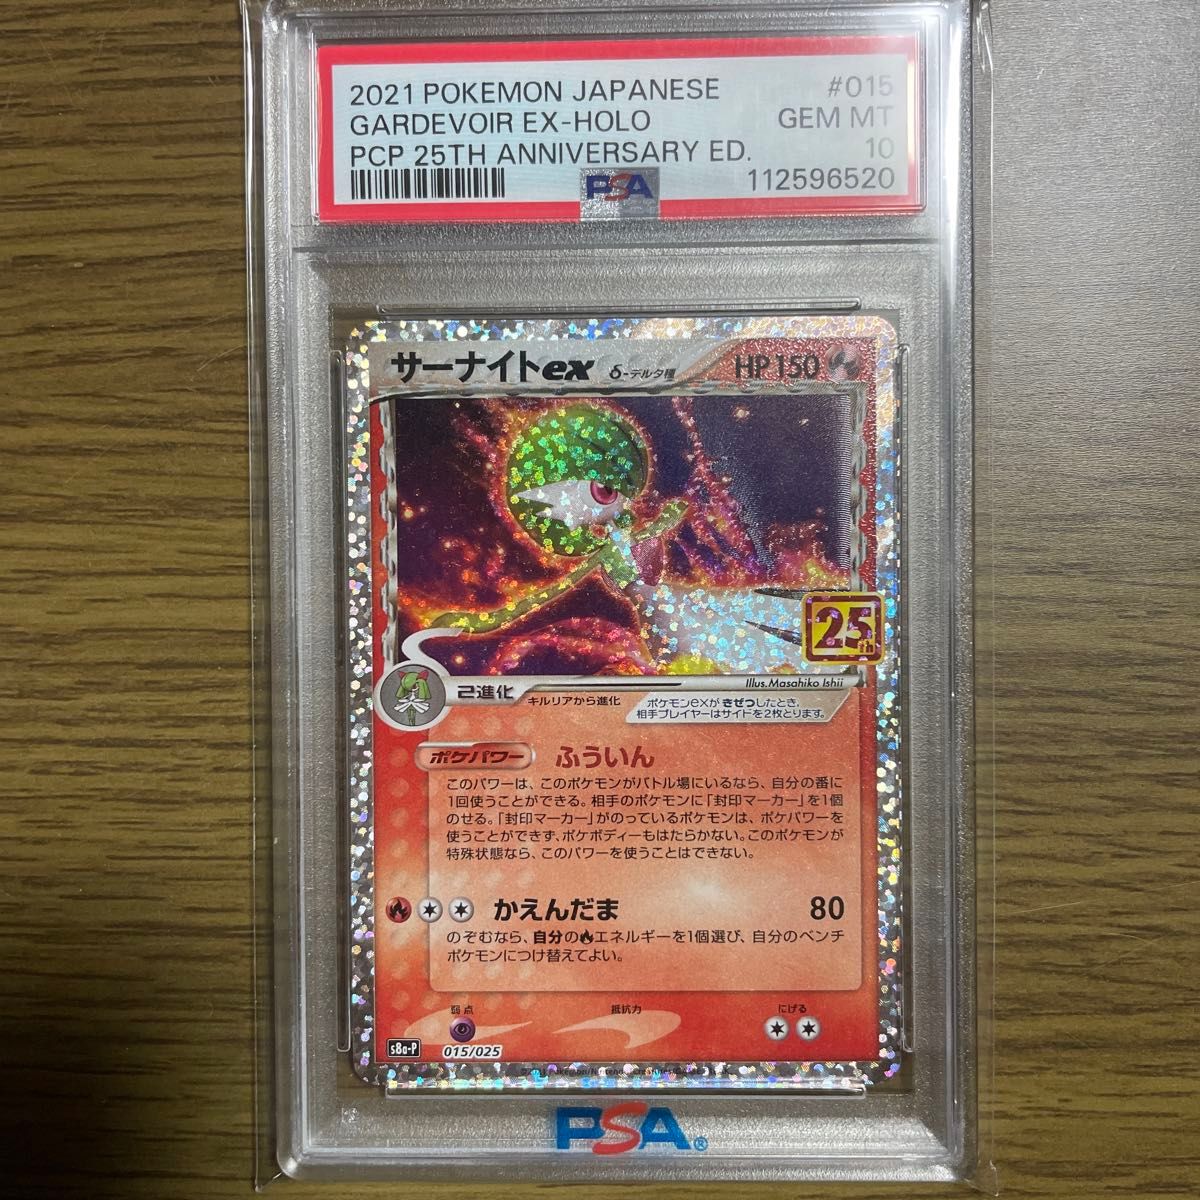 2021 POKEMON JAPANESE #015
GARDEVOIR EX-HOLO GEM MT
PCP 25TH ANNIVERSARY ED. 10
PSA 112596520
サーナイトex δ-デルタ種 HP150
25th
Illus.Masahiko Ishii
2進化
キルリアから進化
ポケモンexがきぜつしたとき、
相手プレイヤーはサイドを2枚とります。
ポケパワー ふういん
このパワーは、このポケモンがバトル場にいるなら、自分の番に
1回使うことができる。相手のポケモンに「封印マーカー」を1個
のせる。「封印マーカー」がのっているポケモンは、ポケパワーを
使うことができず、ポケボディーもはたらかない。このポケモンが
特殊状態なら、このパワーを使うことはできない。
かえんだま 80
のぞむなら、自分のエネルギーを1個選び、自分のベンチ
ポケモンにつけ替えてよい。
弱点 抵抗力 にげる
s8a-P 015/025
PSA®